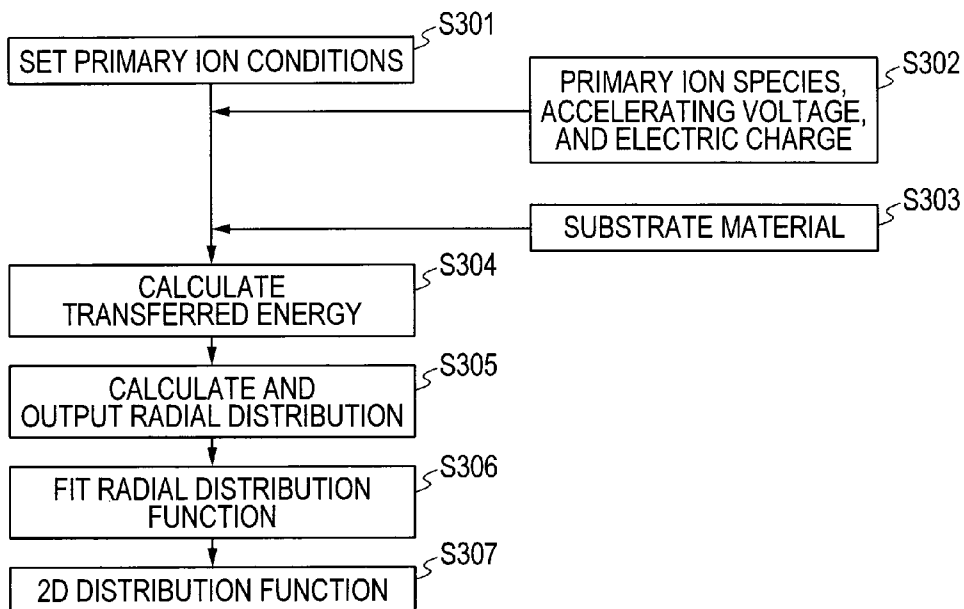 S301
SET PRIMARY ION CONDITIONS
S302
PRIMARY ION SPECIES,
ACCELERATING VOLTAGE,
AND ELECTRIC CHARGE
S303
SUBSTRATE MATERIAL
S304
CALCULATE
TRANSFERRED ENERGY
S305
CALCULATE AND
OUTPUT RADIAL DISTRIBUTION
S306
FIT RADIAL DISTRIBUTION
FUNCTION
S307
2D DISTRIBUTION FUNCTION